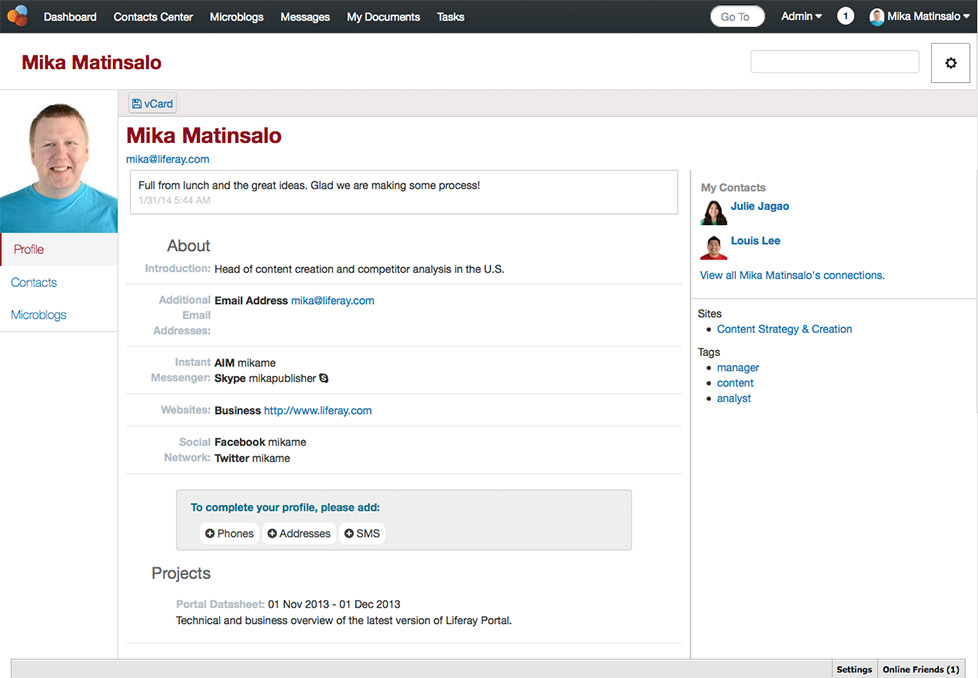 Dashboard Contacts Center Microblogs Messages My Documents Tasks Go To Admin 1 Mika Matinsalo
Mika Matinsalo
vCard
Mika Matinsalo
mika@liferay.com
Full from lunch and the great ideas. Glad we are making some process!
1/31/14 5:44 AM
Profile
Contacts
Microblogs
About
Introduction: Head of content creation and competitor analysis in the U.S.
Additional Email Address mika@liferay.com
Email
Addresses:
Instant AIM mikame
Messenger: Skype mikapublisher
Websites: Business http://www.liferay.com
Social Facebook mikame
Network: Twitter mikame
To complete your profile, please add:
Phones Addresses SMS
Projects
Portal Datasheet: 01 Nov 2013 - 01 Dec 2013
Technical and business overview of the latest version of Liferay Portal.
My Contacts
Julie Jagao
Louis Lee
View all Mika Matinsalo's connections.
Sites
Content Strategy & Creation
Tags
manager
content
analyst
Settings Online Friends (1)